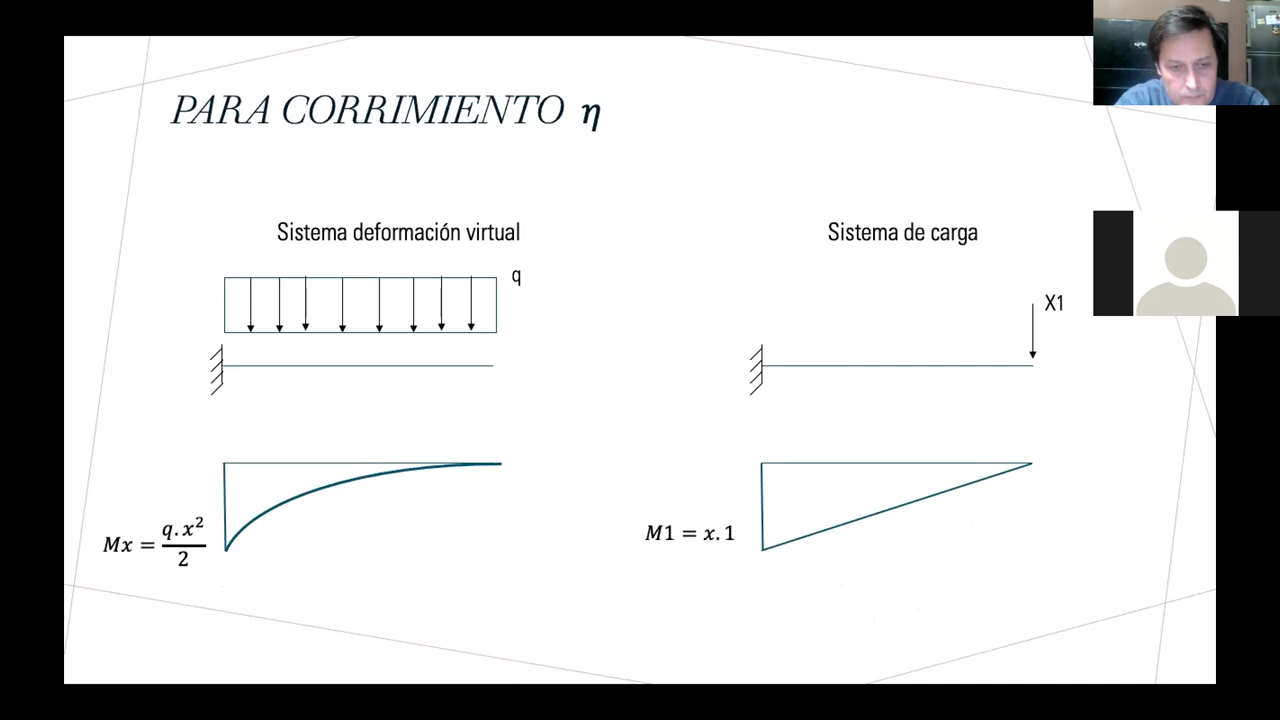 PARA CORRIMIENTO η
Sistema deformación virtual
Sistema de carga
q
X1
Mx = q.x²/2
M1 = x.1